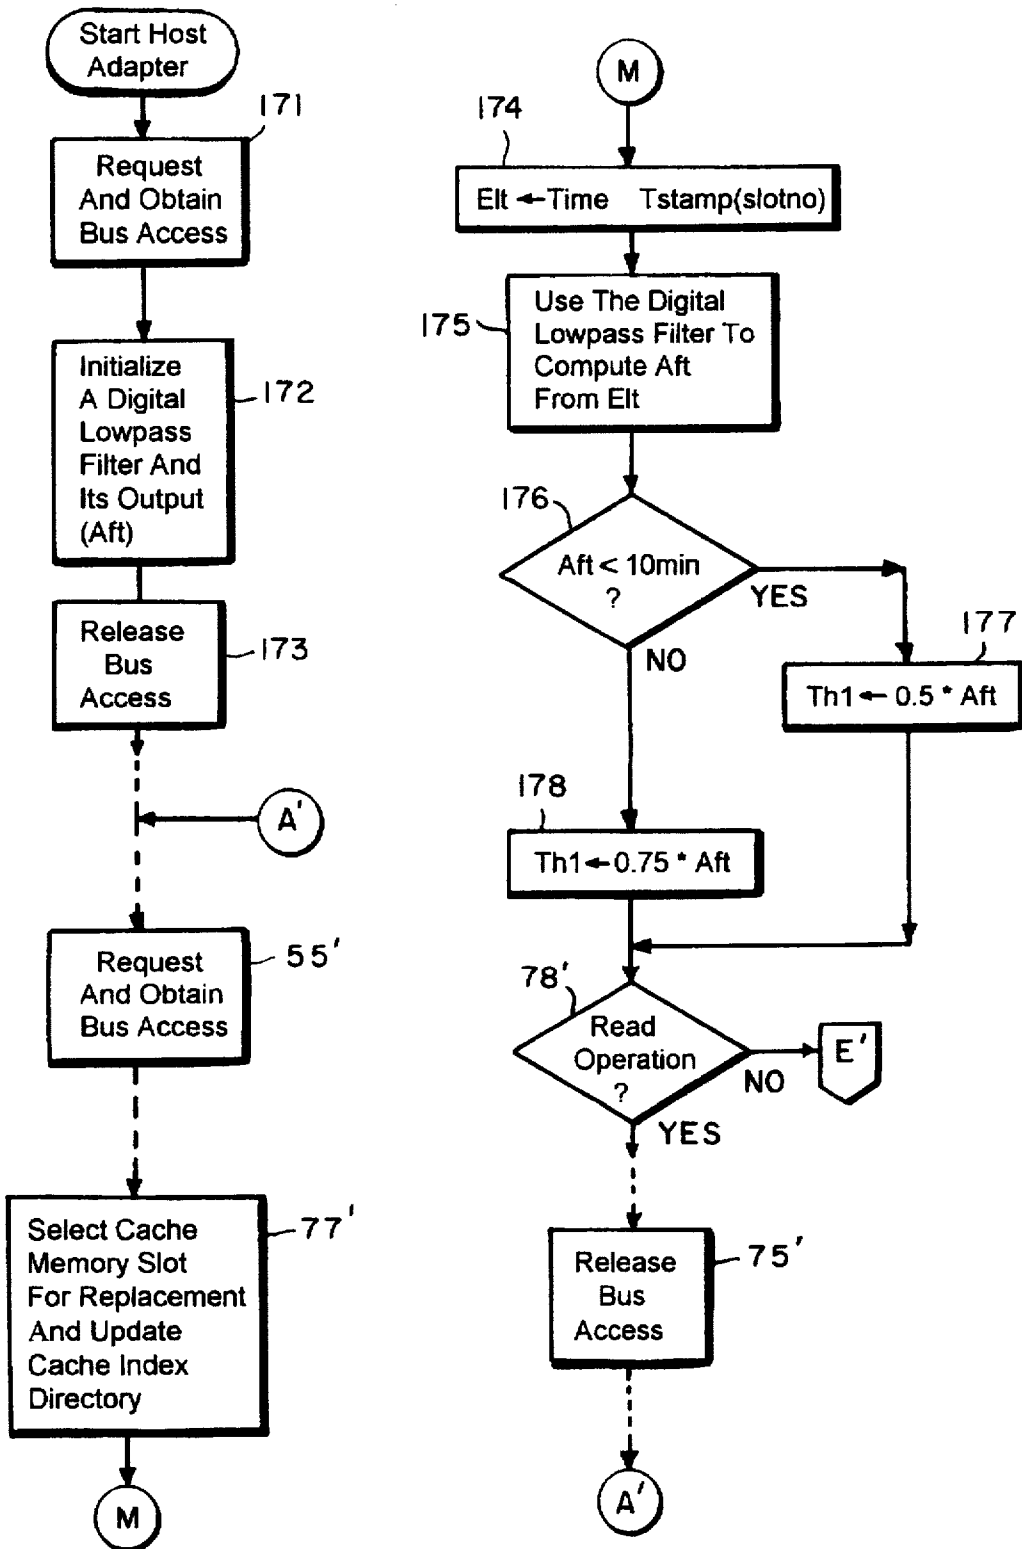 Start Host
Adapter
171
Request
And Obtain
Bus Access
Initialize
A Digital
Lowpass
Filter And
Its Output
(Aft)
172
Release
Bus
Access
173
A'
Request
And Obtain
Bus Access
55'
Select Cache
Memory Slot
For Replacement
And Update
Cache Index
Directory
77'
M
M
174
Elt ← Time Tstamp(slotno)
175
Use The Digital
Lowpass Filter To
Compute Aft
From Elt
176
Aft < 10min
?
YES
NO
177
Th1 ← 0.5 * Aft
178
Th1 ← 0.75 * Aft
78'
Read
Operation
?
NO
E'
YES
Release
Bus
Access
75'
A'